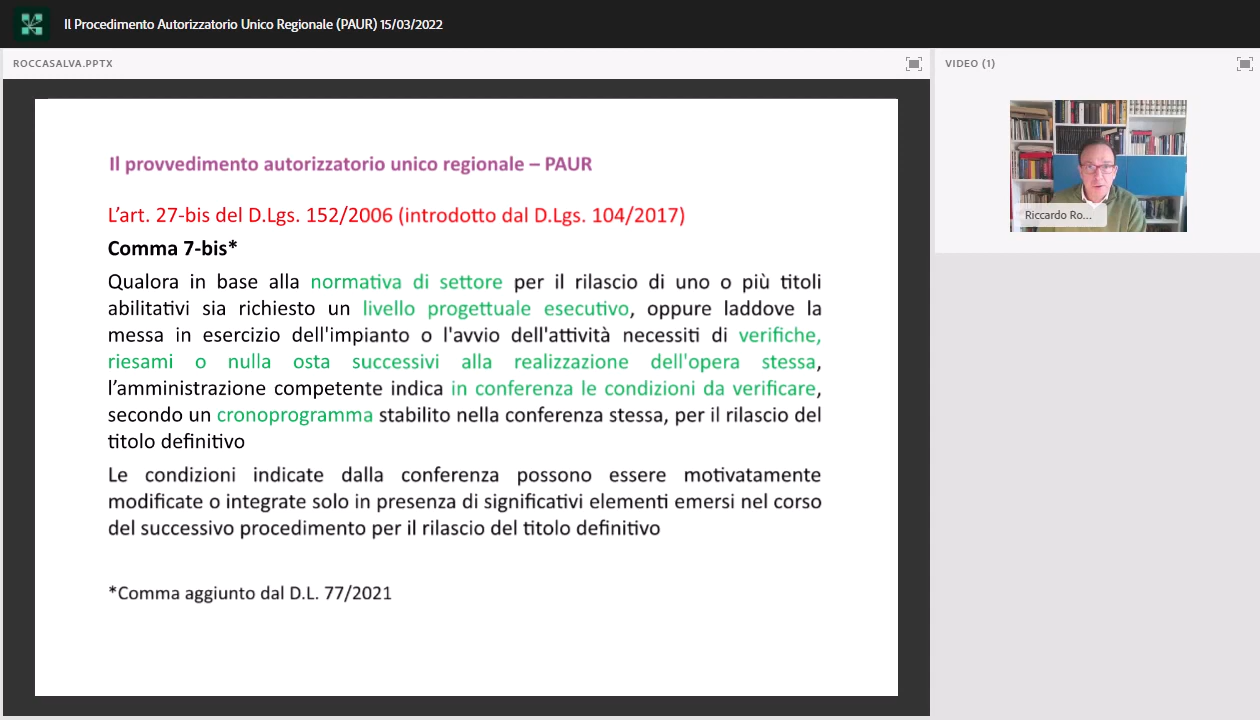 Il Procedimento Autorizzatorio Unico Regionale (PAUR) 15/03/2022
ROCCASALVA.PPTX
VIDEO (1)
Il provvedimento autorizzatorio unico regionale – PAUR
L’art. 27-bis del D.Lgs. 152/2006 (introdotto dal D.Lgs. 104/2017)
Comma 7-bis*
Qualora in base alla normativa di settore per il rilascio di uno o più titoli
abilitativi sia richiesto un livello progettuale esecutivo, oppure laddove la
messa in esercizio dell'impianto o l'avvio dell'attività necessiti di verifiche,
riesami o nulla osta successivi alla realizzazione dell'opera stessa,
l’amministrazione competente indica in conferenza le condizioni da verificare,
secondo un cronoprogramma stabilito nella conferenza stessa, per il rilascio del
titolo definitivo
Le condizioni indicate dalla conferenza possono essere motivatamente
modificate o integrate solo in presenza di significativi elementi emersi nel corso
del successivo procedimento per il rilascio del titolo definitivo
*Comma aggiunto dal D.L. 77/2021
Riccardo Ro...